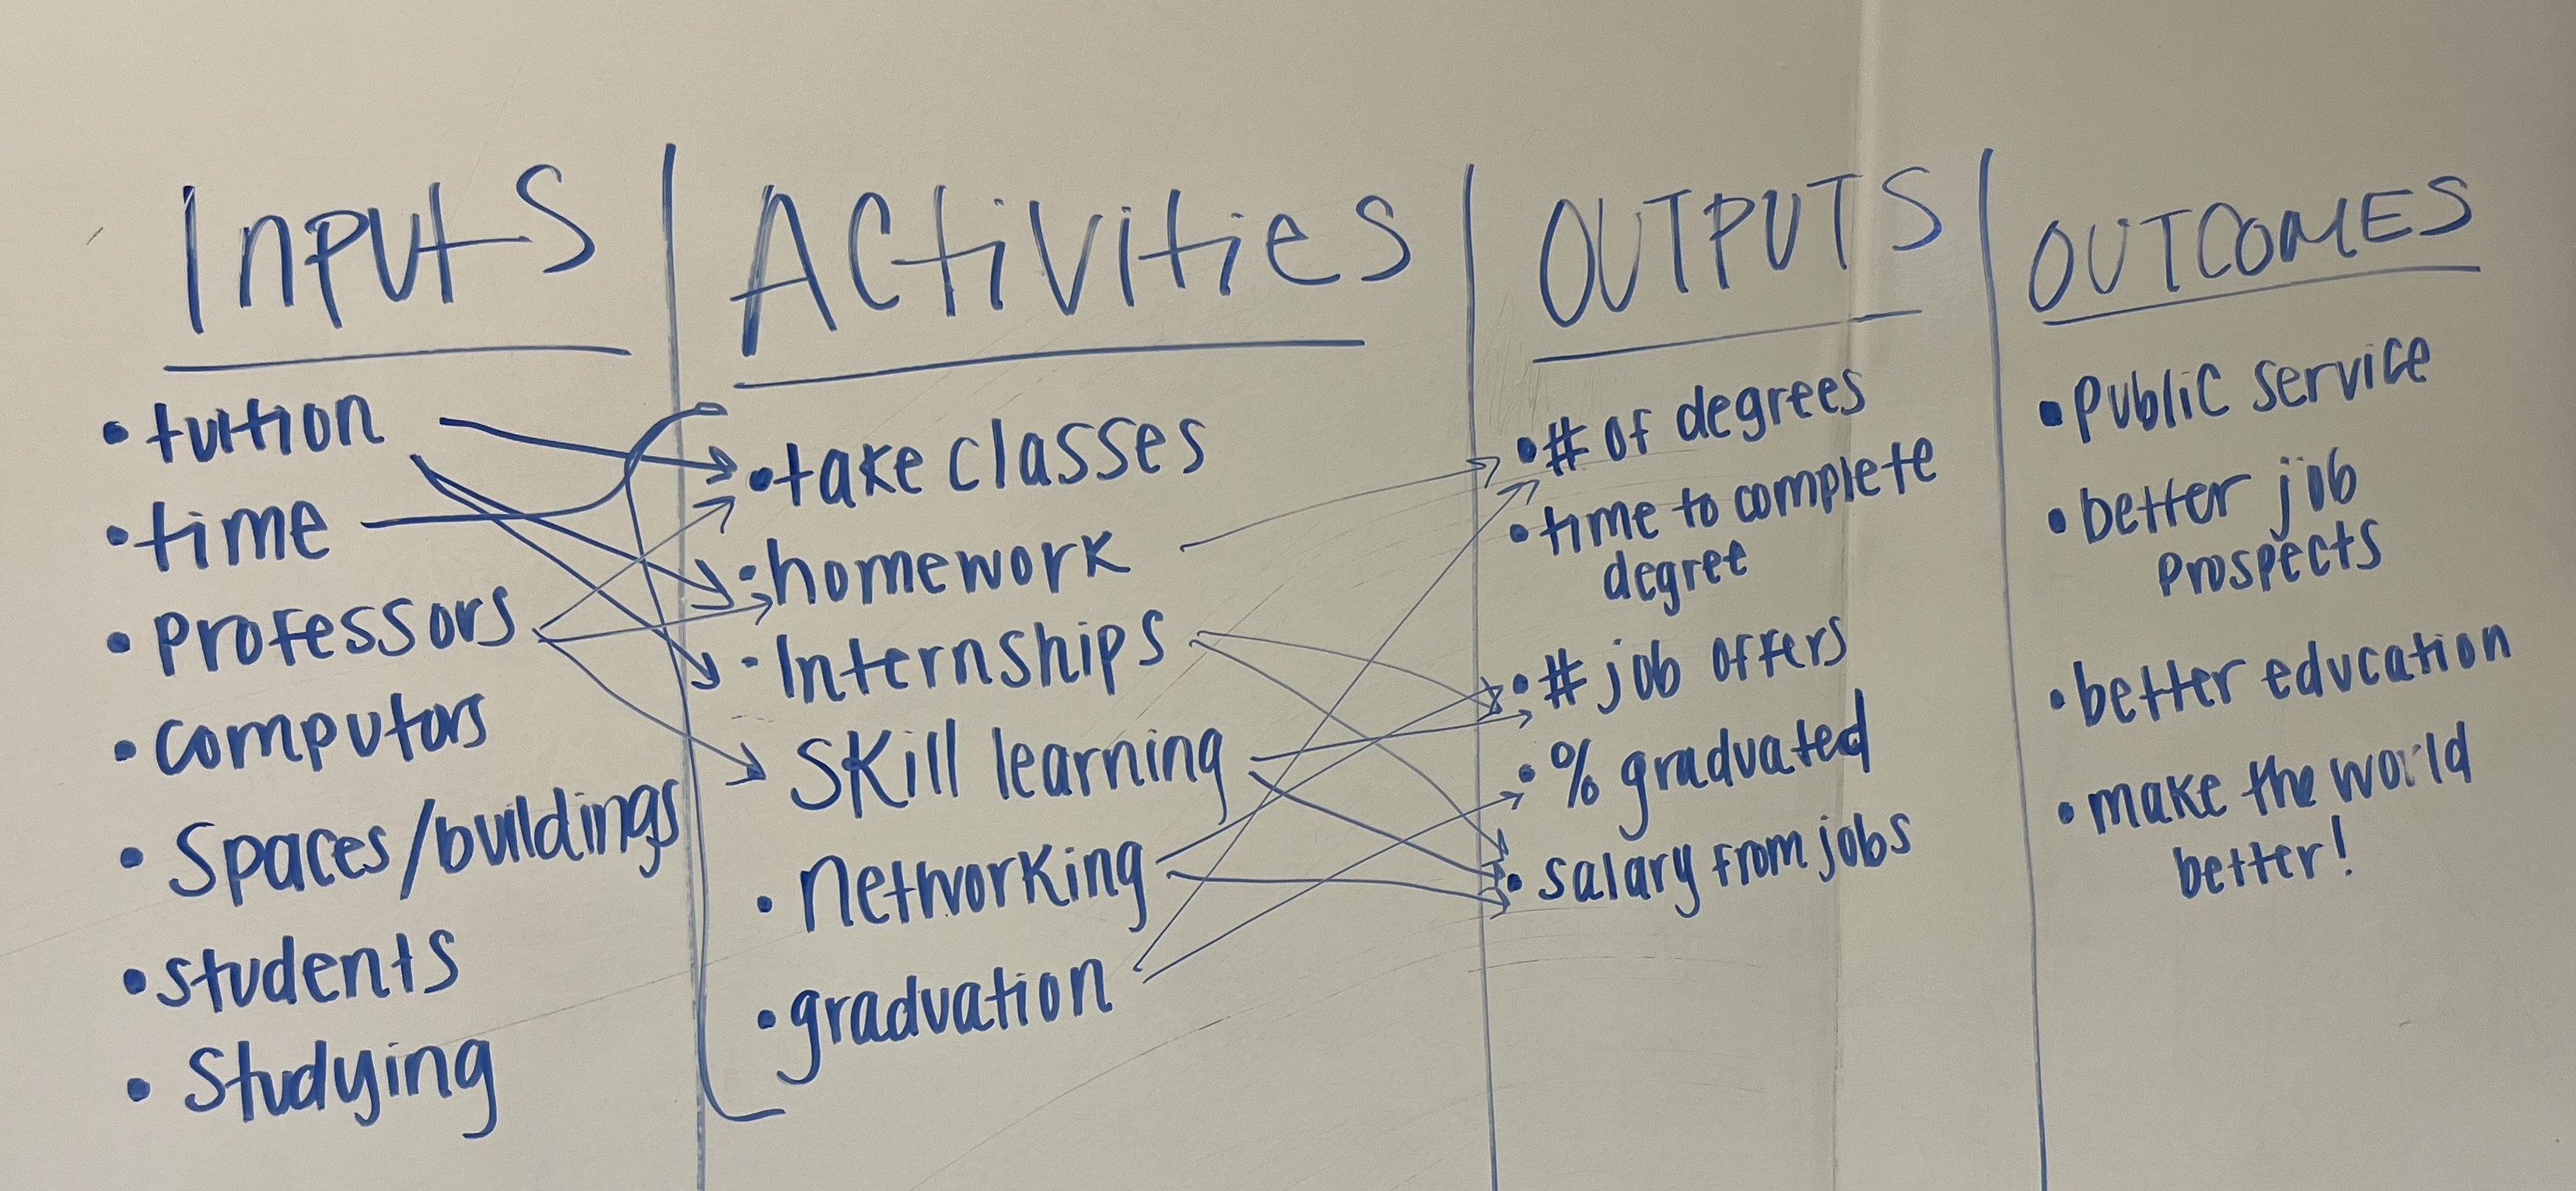 Inputs
• tuition
• time
• Professors
• computors
• Spaces/buildings
• students
• Studying
Activities
• take classes
• homework
• Internships
Skill learning
• Networking
• graduation
OUTPUTS
• # of degrees
• time to complete
degree
• # job offers
• % graduated
• salary from jobs
OUTCOMES
• Public service
• better job
Prospects
• better education
• make the world
better!